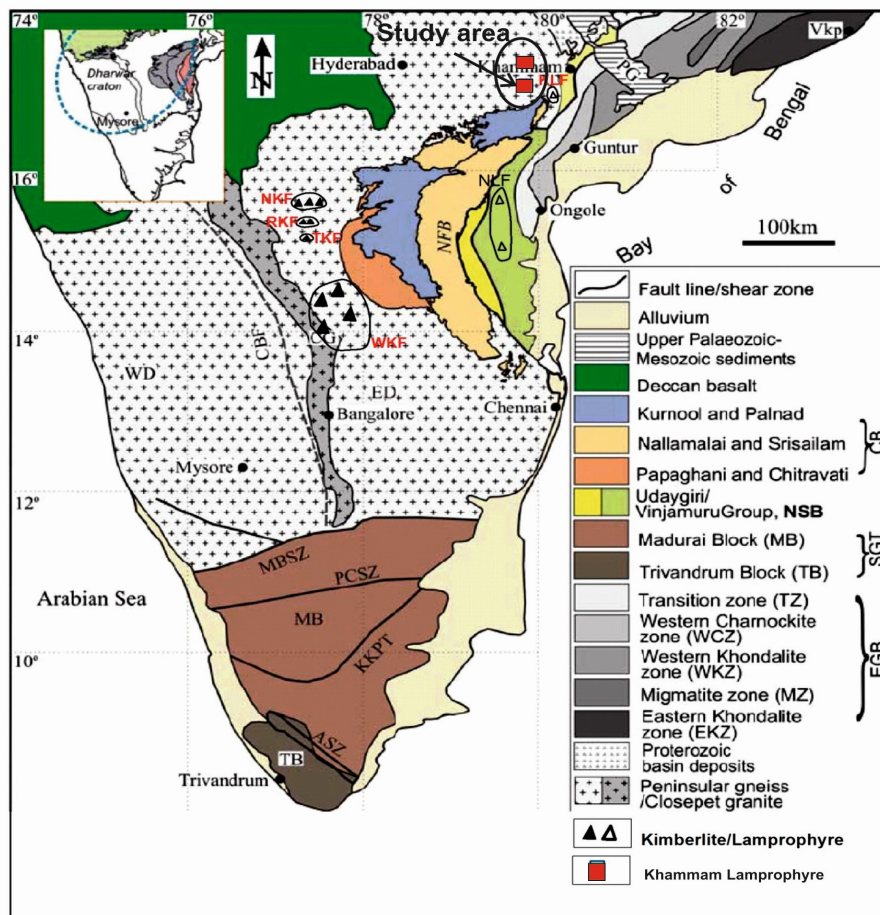 74° 76° 78° 80° 82°
Study area
Vkp
Hyderabad
Khammam
PLF
PG
Dharwar
craton
Mysore
N
Bengal
of
Bay
Guntur
16°
NKF
RKF
TKF
NLF
Ongole
NFB
100km
14°
WKF
CG
CBF
WD
ED
Bangalore
Chennai
Mysore
12°
MBSZ
PCSZ
Arabian Sea
MB
KKPT
10°
ASZ
TB
Trivandrum
74° 76° 78° 80°
Fault line/shear zone
Alluvium
Upper Palaeozoic-
Mesozoic sediments
Deccan basalt
Kurnool and Palnad
Nallamalai and Srisailam
Papaghani and Chitravati
CB
Udaygiri/
VinjamuruGroup, NSB
Madurai Block (MB)
Trivandrum Block (TB)
SGT
Transition zone (TZ)
Western Charnockite
zone (WCZ)
Western Khondalite
zone (WKZ)
Migmatite zone (MZ)
Eastern Khondalite
zone (EKZ)
EGB
Proterozoic
basin deposits
Peninsular gneiss
/Closepet granite
Kimberlite/Lamprophyre
Khammam Lamprophyre